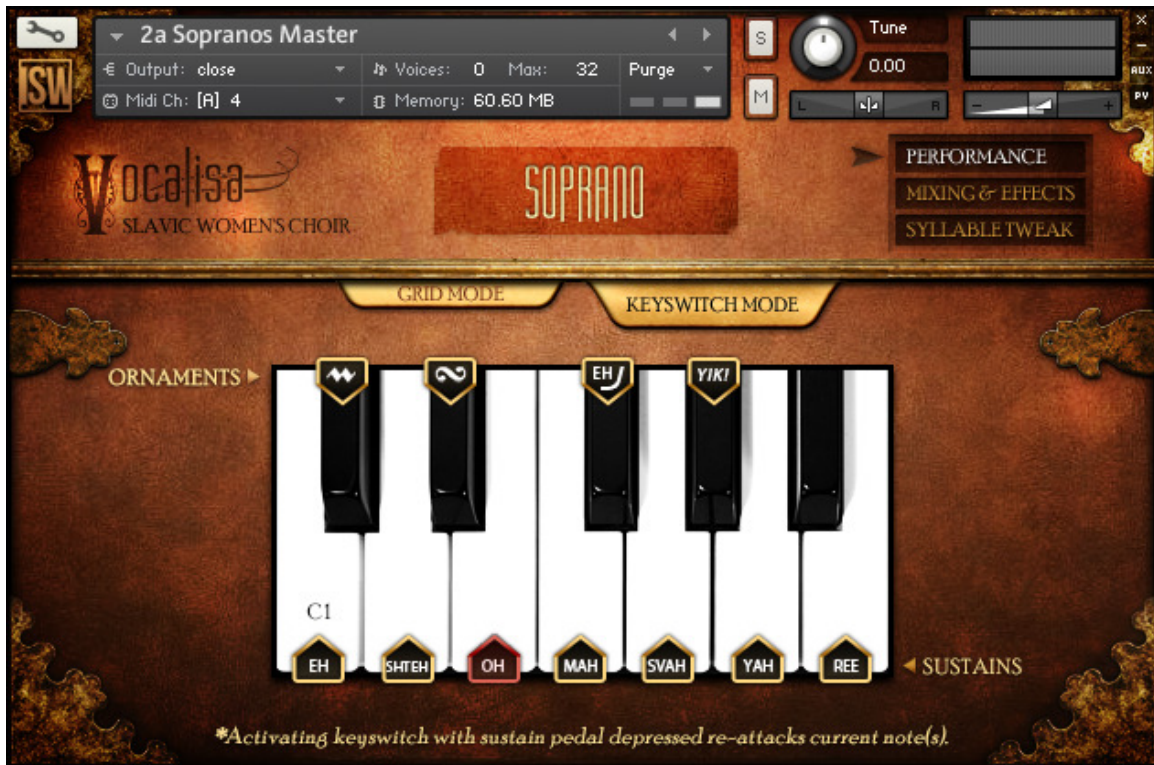 2a Sopranos Master
S
Tune
Output: close
Voices: 0 Max: 32
Purge
0.00
ISW
Midi Ch: [A] 4
Memory: 60.60 MB
M
L
R
-
+
×
–
AUX
PV
Vocalisa
SLAVIC WOMEN'S CHOIR
SOPRANO
PERFORMANCE
MIXING & EFFECTS
SYLLABLE TWEAK
GRID MODE
KEYSWITCH MODE
ORNAMENTS
EH
YIK!
C1
EH
SHTEH
OH
MAH
SVAH
YAH
REE
SUSTAINS
*Activating keyswitch with sustain pedal depressed re-attacks current note(s).